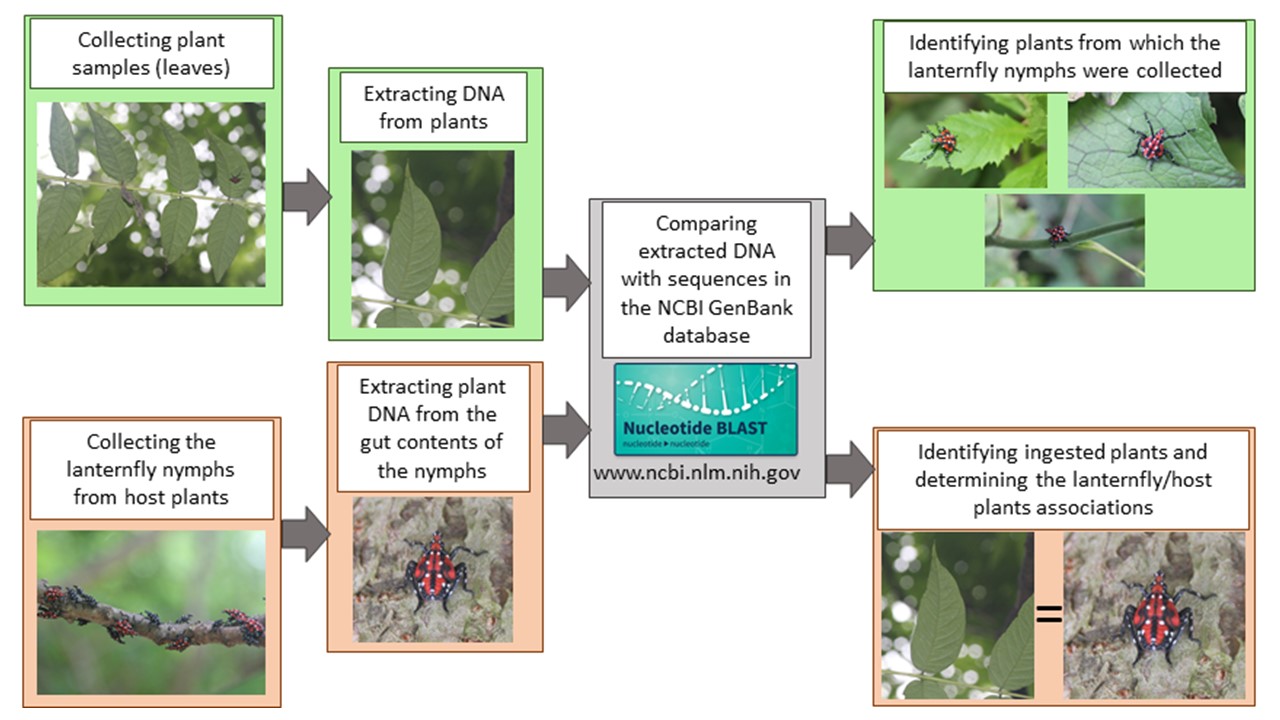 Collecting plant
samples (leaves)
Extracting DNA
from plants
Collecting the
lanternfly nymphs
from host plants
Extracting plant
DNA from the
gut contents of
the nymphs
Comparing
extracted DNA
with sequences in
the NCBI GenBank
database
Nucleotide BLAST
nucleotide ▸ nucleotide
www.ncbi.nlm.nih.gov
Identifying plants from which the
lanternfly nymphs were collected
Identifying ingested plants and
determining the lanternfly/host
plants associations
=